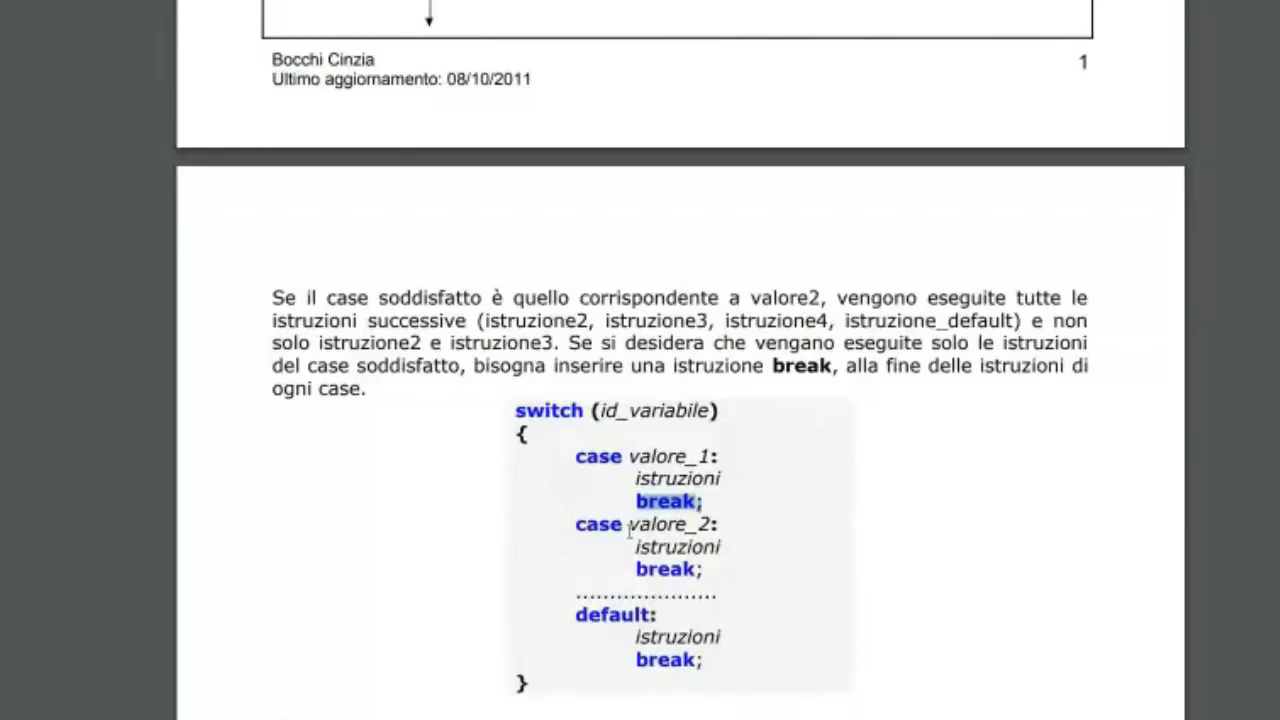 Bocchi Cinzia
1
Ultimo aggiornamento: 08/10/2011
Se il case soddisfatto è quello corrispondente a valore2, vengono eseguite tutte le
istruzioni successive (istruzione2, istruzione3, istruzione4, istruzione_default) e non
solo istruzione2 e istruzione3. Se si desidera che vengano eseguite solo le istruzioni
del case soddisfatto, bisogna inserire una istruzione break, alla fine delle istruzioni di
ogni case.
switch (id_variabile)
{
case valore_1:
istruzioni
break;
case valore_2:
istruzioni
break;
.....................
default:
istruzioni
break;
}